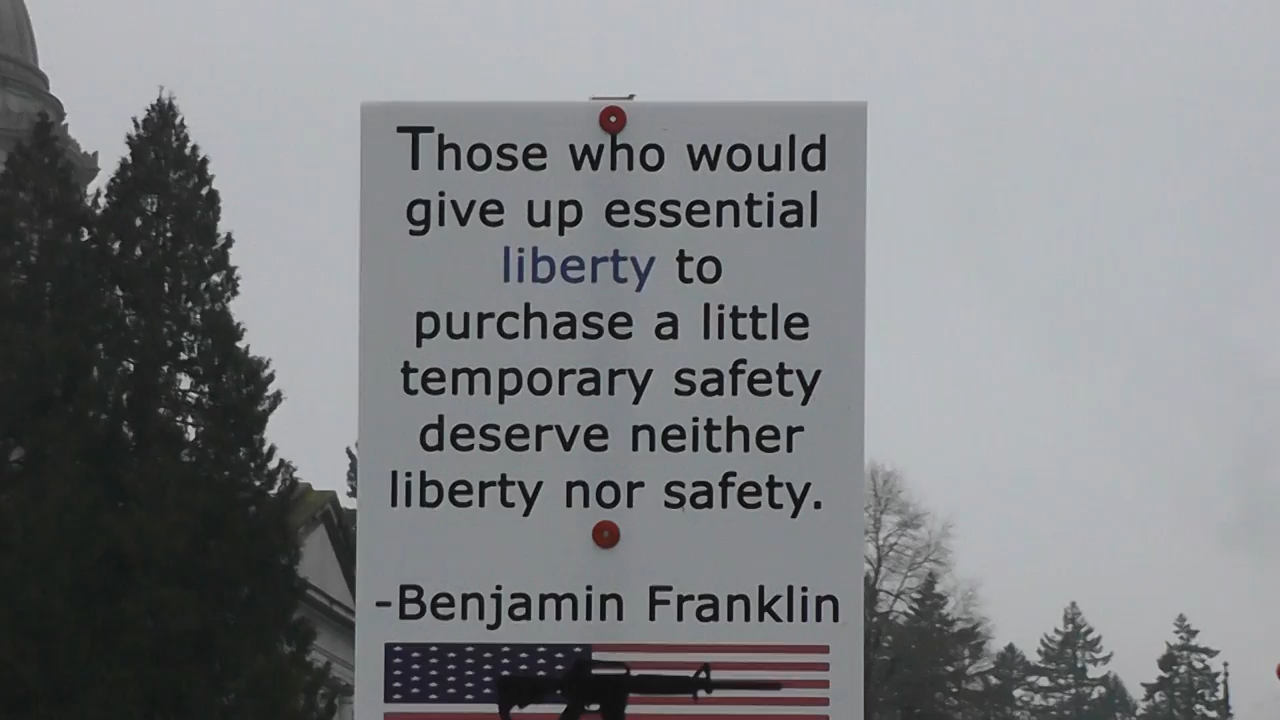 Those who would
give up essential
liberty to
purchase a little
temporary safety
deserve neither
liberty nor safety.
-Benjamin Franklin